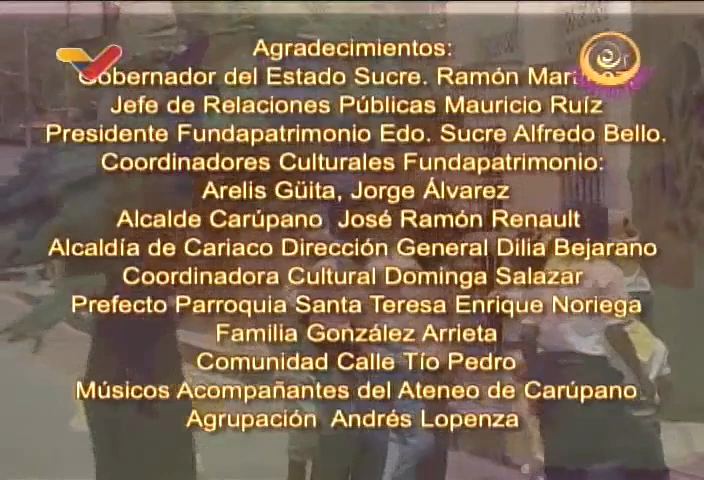 Agradecimientos:
Gobernador del Estado Sucre. Ramón
Jefe de Relaciones Públicas Mauricio Ruíz
Presidente Fundapatrimonio Edo. Sucre Alfredo Bello.
Coordinadores Culturales Fundapatrimonio:
Arelis Güita, Jorge Álvarez
Alcalde Carúpano José Ramón Renault
Alcaldía de Cariaco Dirección General Dilia Bejarano
Coordinadora Cultural Dominga Salazar
Prefecto Parroquia Santa Teresa Enrique Noriega
Familia González Arrieta
Comunidad Calle Tío Pedro
Músicos Acompañantes del Ateneo de Carúpano
Agrupación Andrés Lopenza